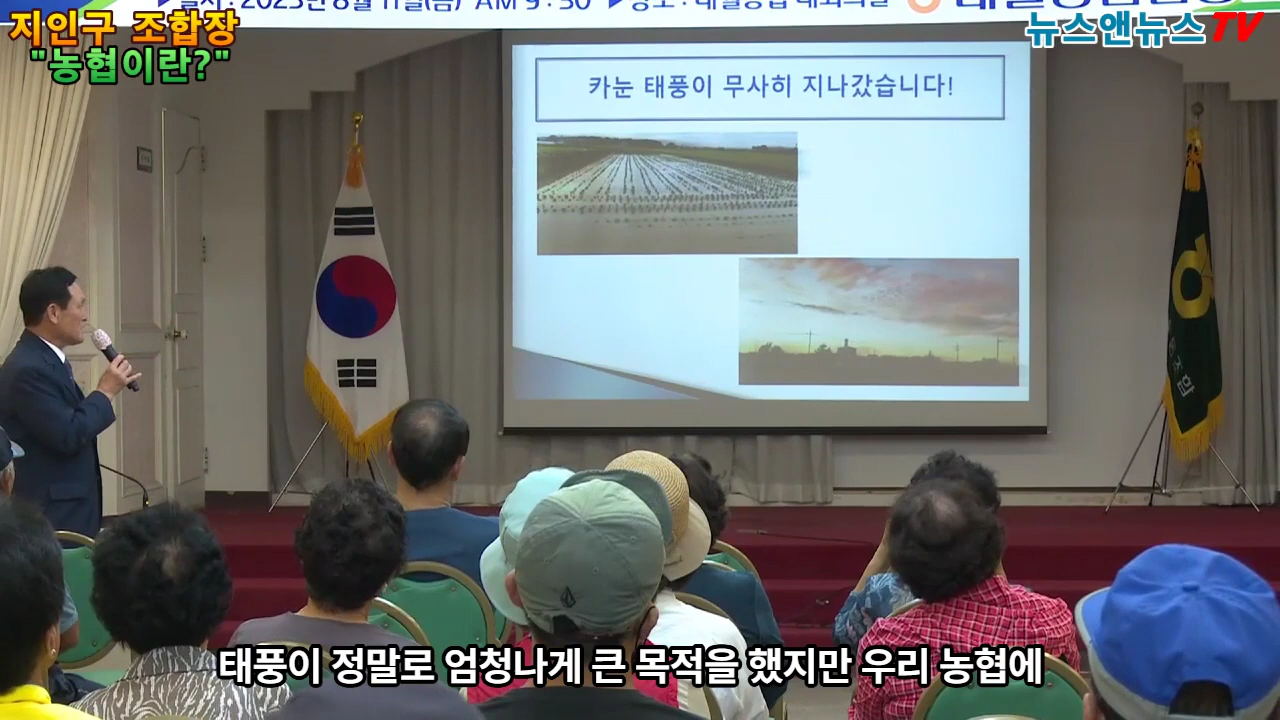 지인구 조합장
"농협이란?"
뉴스앤뉴스TV
카눈 태풍이 무사히 지나갔습니다!
태풍이 정말로 엄청나게 큰 목적을 했지만 우리 농협에